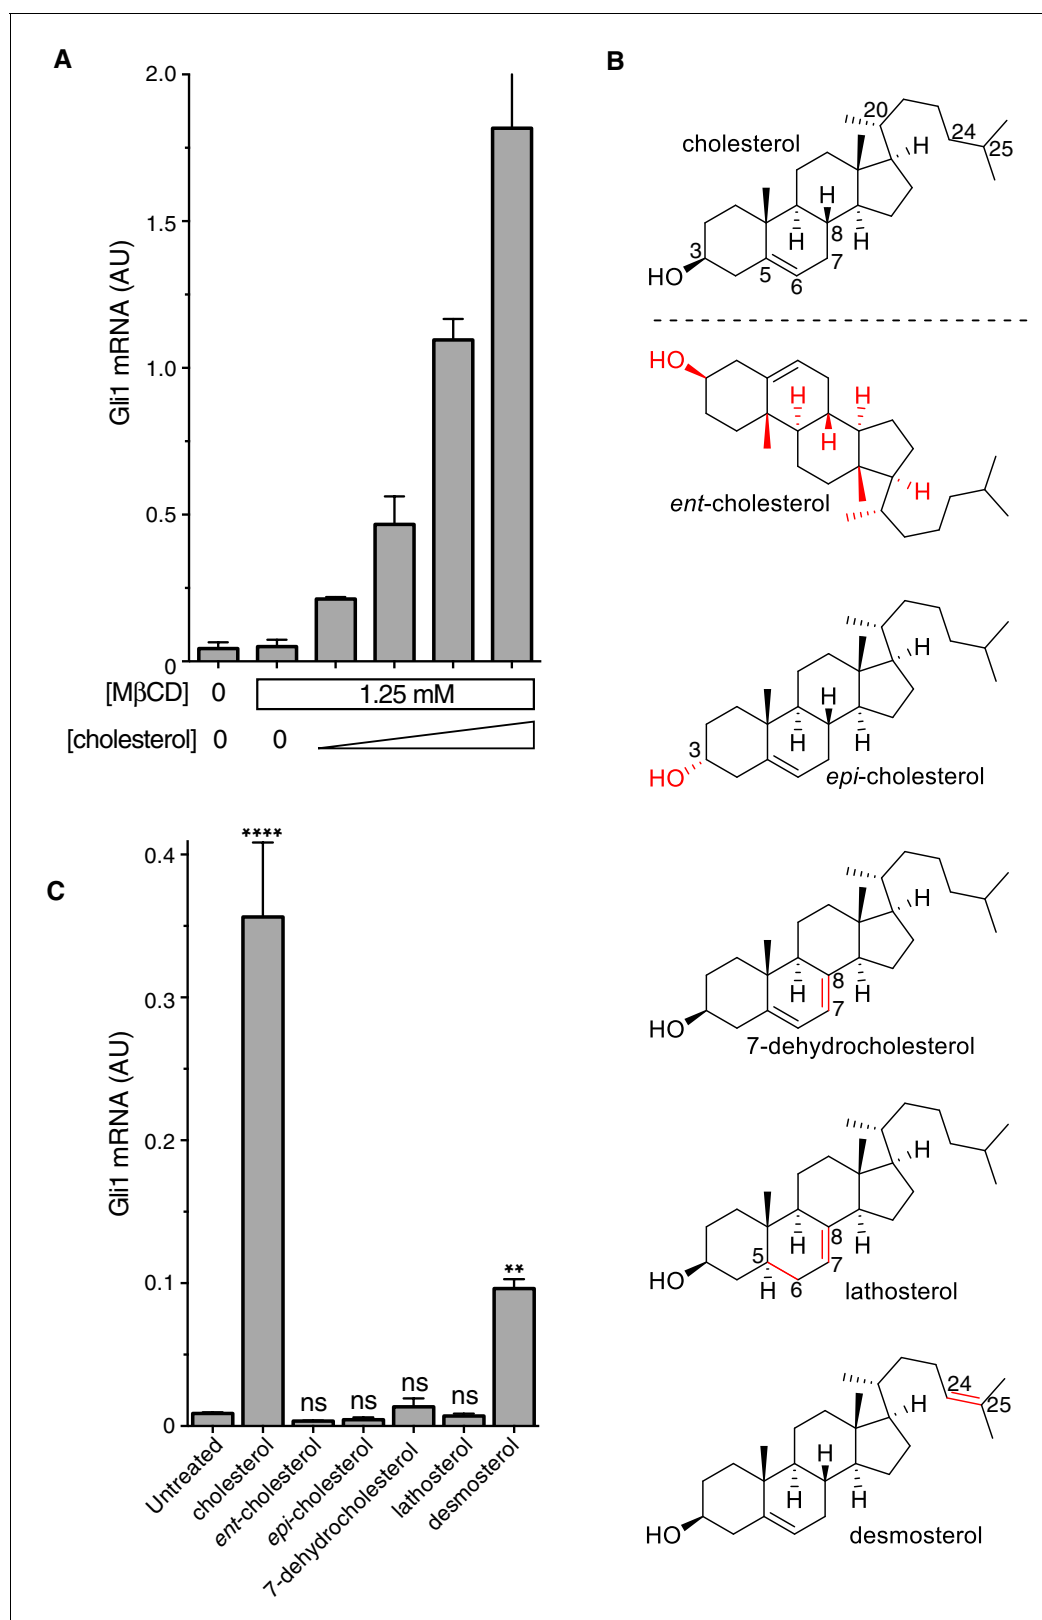 A
Gli1 mRNA (AU)
2.0
1.5
1.0
0.5
0
[MβCD] 0 1.25 mM
[cholesterol] 0 0
B
cholesterol
20
24
25
H
H
8
H
H
3
7
HO
5
6
HO
H
H
H
H
ent-cholesterol
H
H
3
H
H
HO
epi-cholesterol
H
8
H
H
7
HO
7-dehydrocholesterol
H
8
5
H
H
7
HO
H
6
lathosterol
24
25
H
H
H
H
HO
desmosterol
C
Gli1 mRNA (AU)
0.4
0.3
0.2
0.1
0
****
ns
ns
ns
ns
**
Untreated
cholesterol
ent-cholesterol
epi-cholesterol
7-dehydrocholesterol
lathosterol
desmosterol